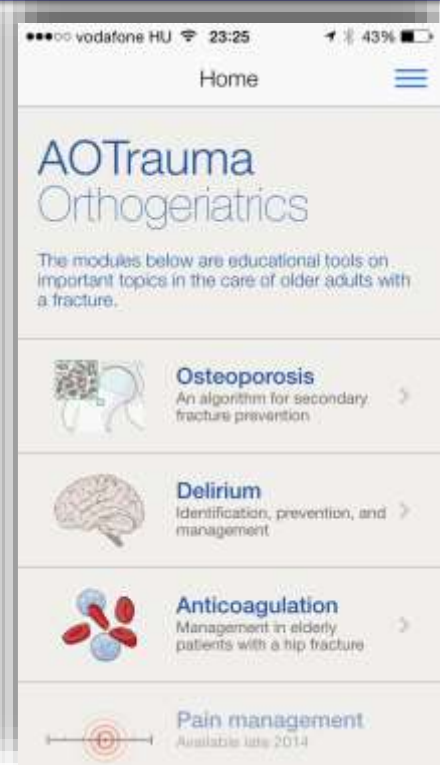 vodafone HU 23:25 43%
Home
AOTrauma
Orthogeriatrics
The modules below are educational tools on
important topics in the care of older adults with
a fracture.
Osteoporosis
An algorithm for secondary
fracture prevention
Delirium
Identification, prevention, and
management
Anticoagulation
Management in elderly
patients with a hip fracture
Pain management
Available late 2014